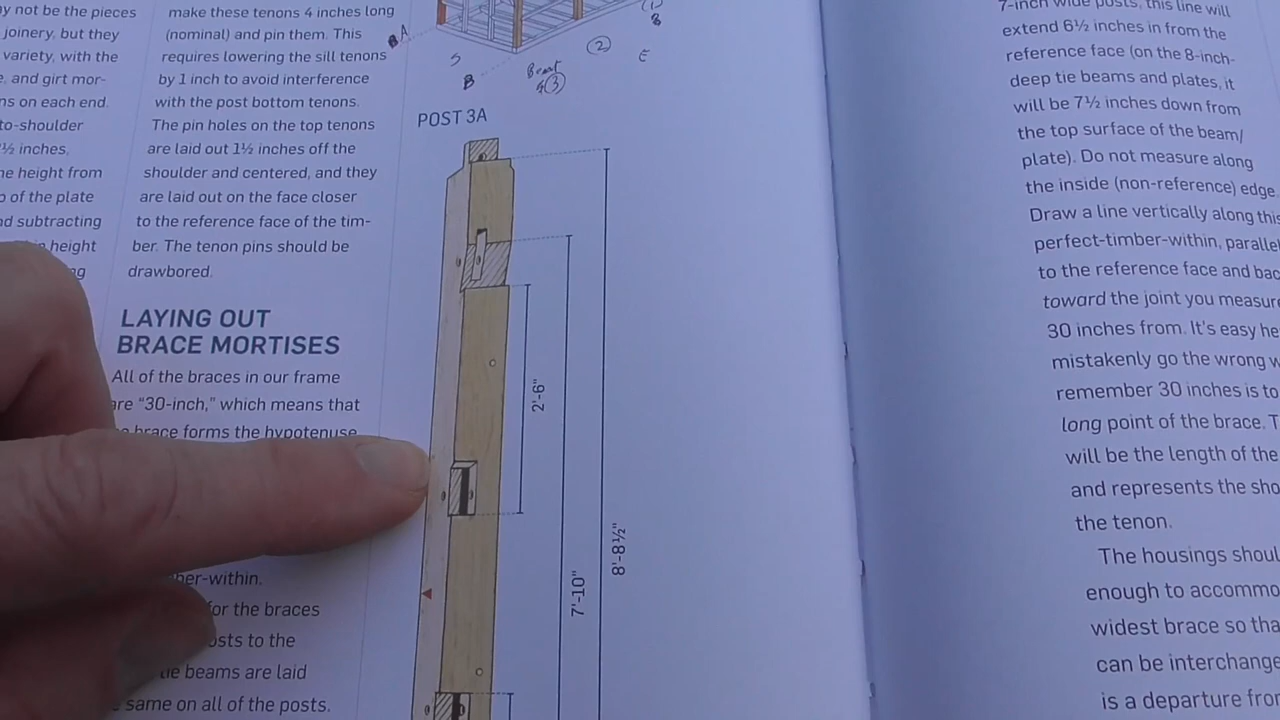 y not be the pieces
joinery, but they
variety, with the
e, and girt mor-
ns on each end.
to-shoulder
½ inches,
ne height from
o of the plate
nd subtracting
height
ng
make these tenons 4 inches long
(nominal) and pin them. This
requires lowering the sill tenons
by 1 inch to avoid interference
with the post bottom tenons.
The pin holes on the top tenons
are laid out 1½ inches off the
shoulder and centered, and they
are laid out on the face closer
to the reference face of the tim-
ber. The tenon pins should be
drawbored.
LAYING OUT
BRACE MORTISES
All of the braces in our frame
are "30-inch," which means that
brace forms the hypotenuse
ber-within.
for the braces
osts to the
tie beams are laid
same on all of the posts.
A
S
B
Bent
(3)
(2)
E
(1)
8
POST 3A
2'-6"
7'-10"
8'-8½"
7-inch wide posts, this line will
extend 6½ inches in from the
reference face (on the 8-inch-
deep tie beams and plates, it
will be 7½ inches down from
the top surface of the beam/
plate). Do not measure along
the inside (non-reference) edge.
Draw a line vertically along this
perfect-timber-within, parallel
to the reference face and bac
toward the joint you measure
30 inches from. It's easy he
mistakenly go the wrong w
remember 30 inches is to
long point of the brace. T
will be the length of the
and represents the sho
the tenon.
The housings shoul
enough to accommo
widest brace so tha
can be interchange
is a departure fror